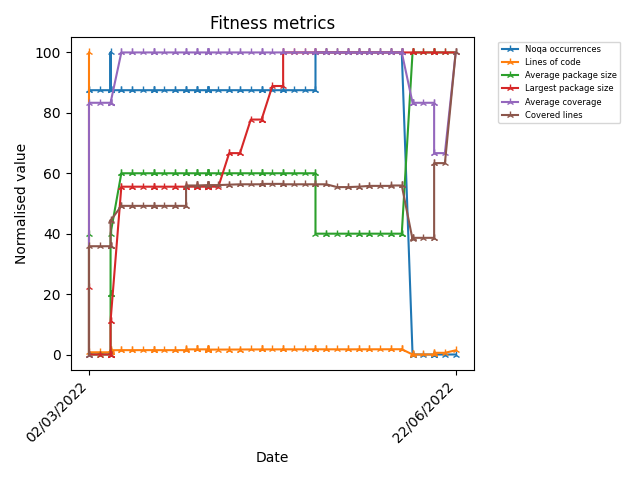 Fitness metrics
Normalised value
100
80
60
40
20
0
02/03/2022
22/06/2022
Date
Noqa occurrences
Lines of code
Average package size
Largest package size
Average coverage
Covered lines